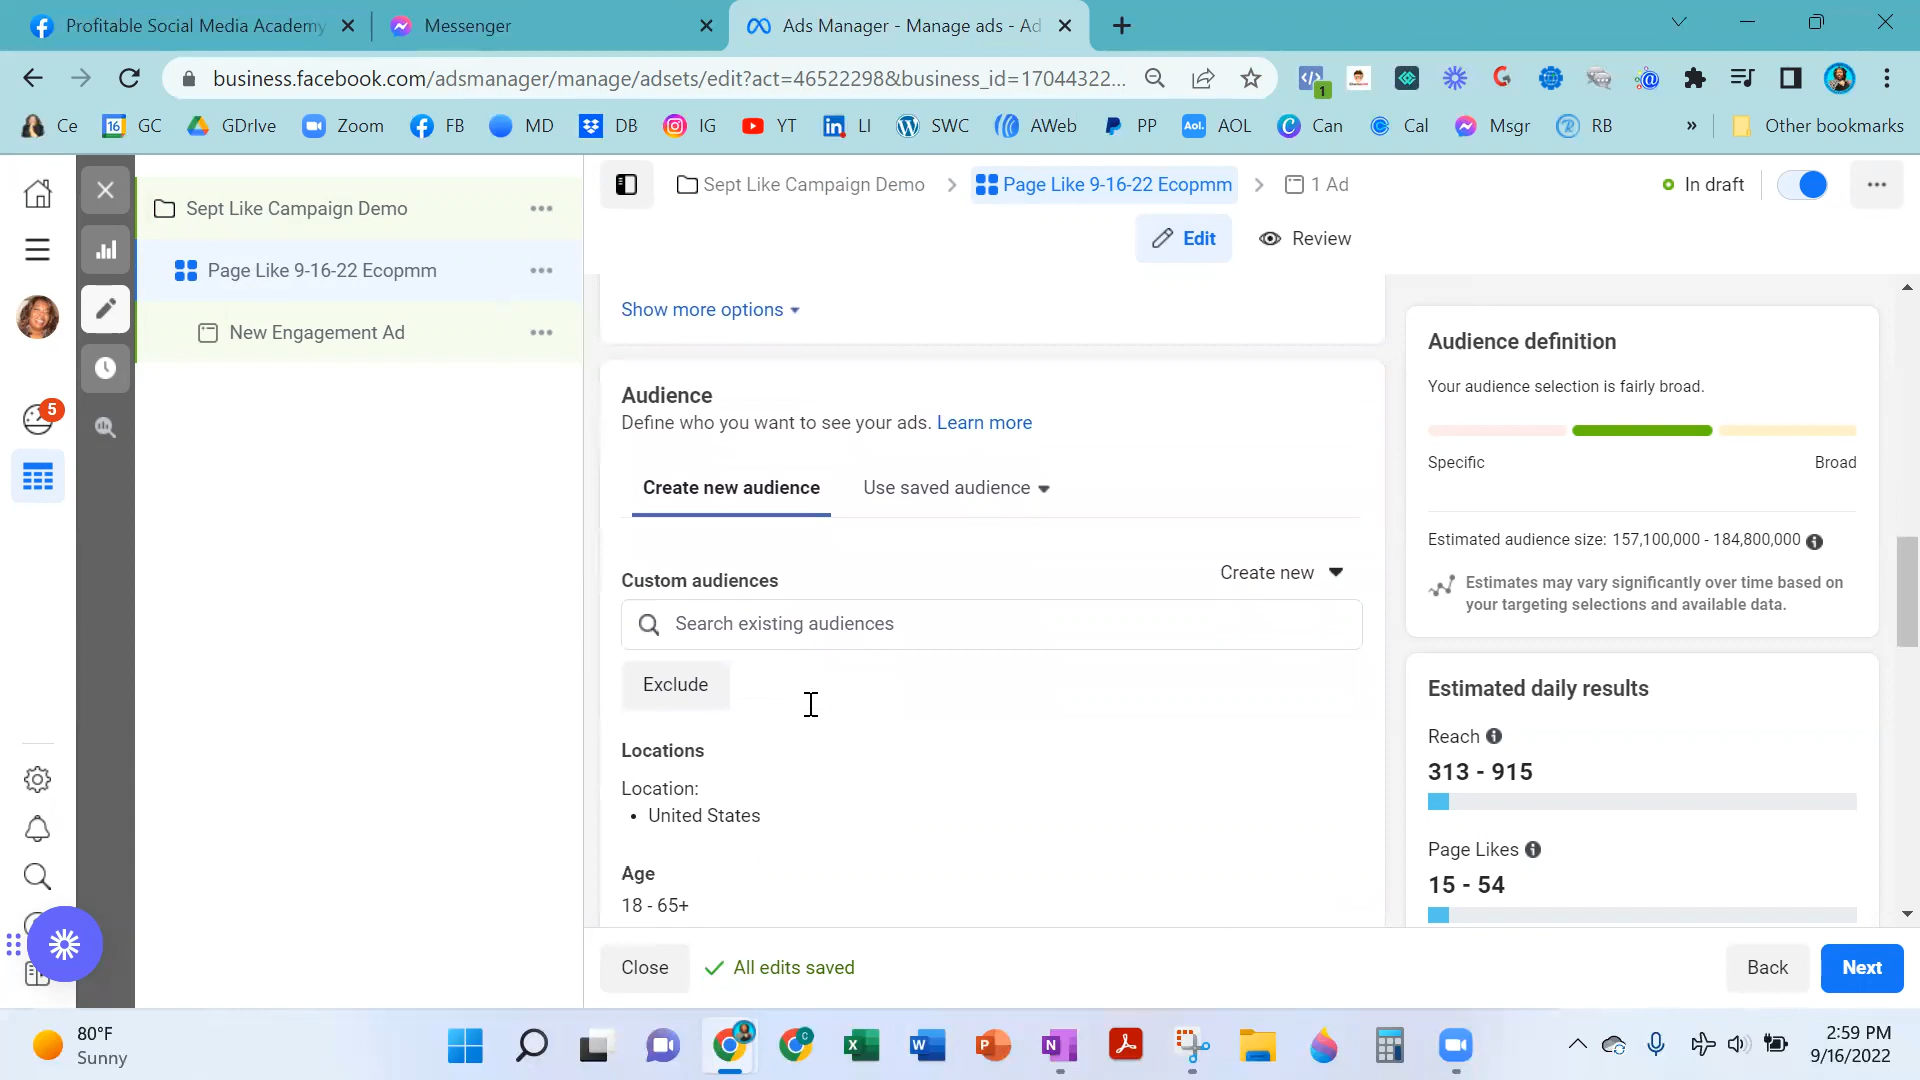 Profitable Social Media Academy
Messenger
Ads Manager - Manage ads - Ad
business.facebook.com/adsmanager/manage/adsets/edit?act=46522298&business_id=17044322...
1
Ce
16
GC
GDrIve
Zoom
FB
MD
DB
IG
YT
LI
SWC
AWeb
PP
Aol.
AOL
Can
Cal
Msgr
RB
»
Other bookmarks
Sept Like Campaign Demo
Page Like 9-16-22 Ecopmm
New Engagement Ad
5
Sept Like Campaign Demo
Page Like 9-16-22 Ecopmm
1 Ad
In draft
Edit
Review
Show more options
Audience
Define who you want to see your ads. Learn more
Create new audience
Use saved audience
Custom audiences
Create new
Search existing audiences
Exclude
Locations
Location:
• United States
Age
18 - 65+
Audience definition
Your audience selection is fairly broad.
Specific
Broad
Estimated audience size: 157,100,000 - 184,800,000
Estimates may vary significantly over time based on
your targeting selections and available data.
Estimated daily results
Reach
313 - 915
Page Likes
15 - 54
Close
All edits saved
Back
Next
80°F
Sunny
2:59 PM
9/16/2022